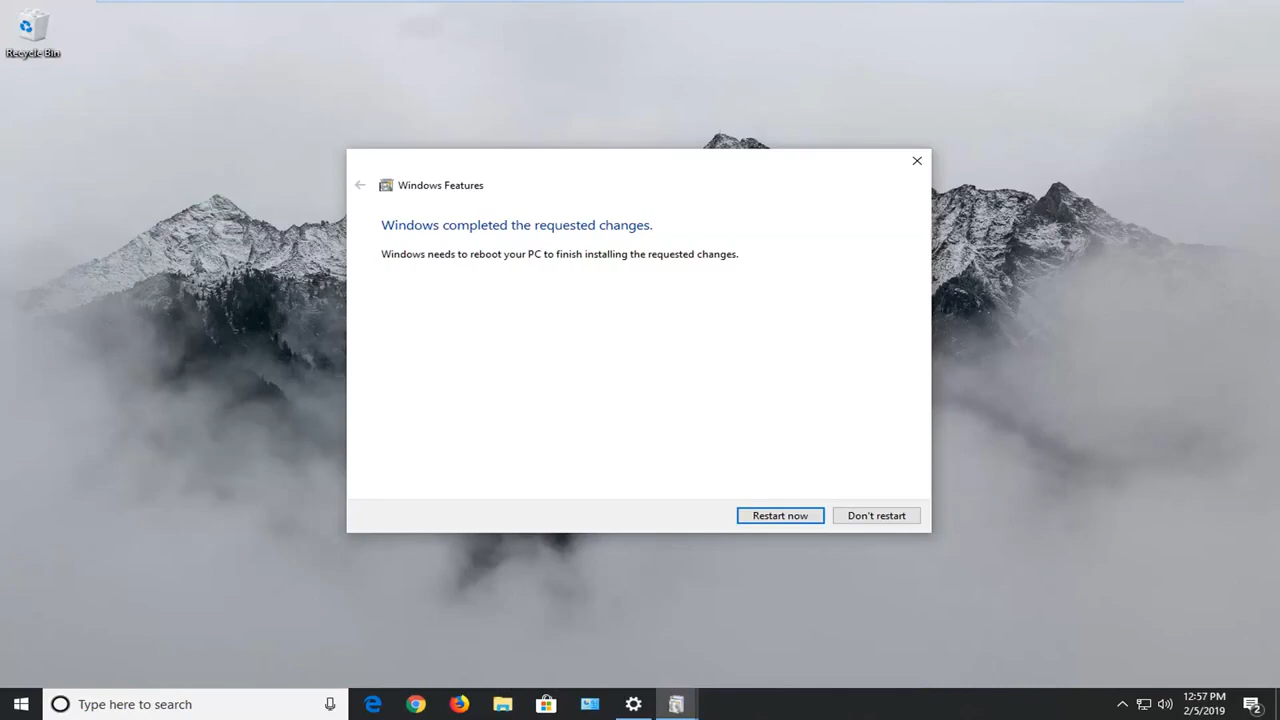 Recycle Bin
Windows Features
Windows completed the requested changes.
Windows needs to reboot your PC to finish installing the requested changes.
Restart now
Don't restart
Type here to search
12:57 PM
2/5/2019
2